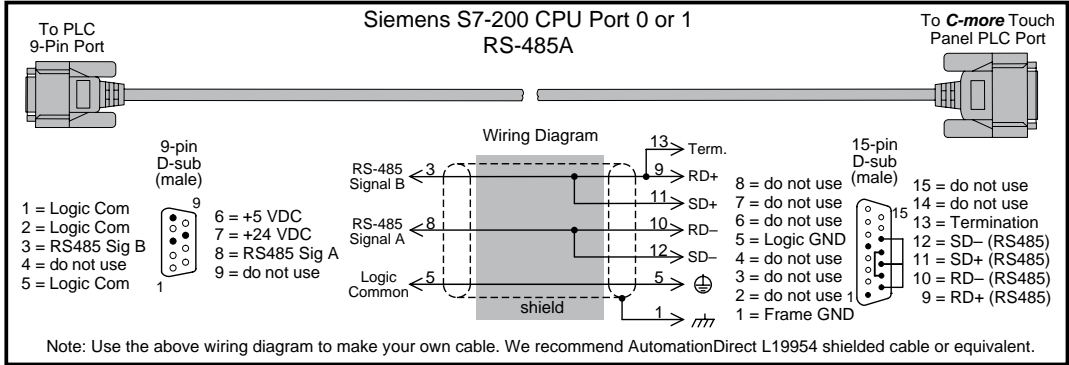 Siemens S7-200 CPU Port 0 or 1
RS-485A
To PLC
9-Pin Port
To C-more Touch
Panel PLC Port
9-pin
D-sub
(male)
1 = Logic Com
2 = Logic Com
3 = RS485 Sig B
4 = do not use
5 = Logic Com
9
1
6 = +5 VDC
7 = +24 VDC
8 = RS485 Sig A
9 = do not use
Wiring Diagram
RS-485
Signal B
3
RS-485
Signal A
8
Logic
Common
5
shield
13 Term.
9 RD+
11 SD+
10 RD–
12 SD–
5
1
8 = do not use
7 = do not use
6 = do not use
5 = Logic GND
4 = do not use
3 = do not use
2 = do not use
1 = Frame GND
15-pin
D-sub
(male)
15
1
15 = do not use
14 = do not use
13 = Termination
12 = SD– (RS485)
11 = SD+ (RS485)
10 = RD– (RS485)
9 = RD+ (RS485)
Note: Use the above wiring diagram to make your own cable. We recommend AutomationDirect L19954 shielded cable or equivalent.